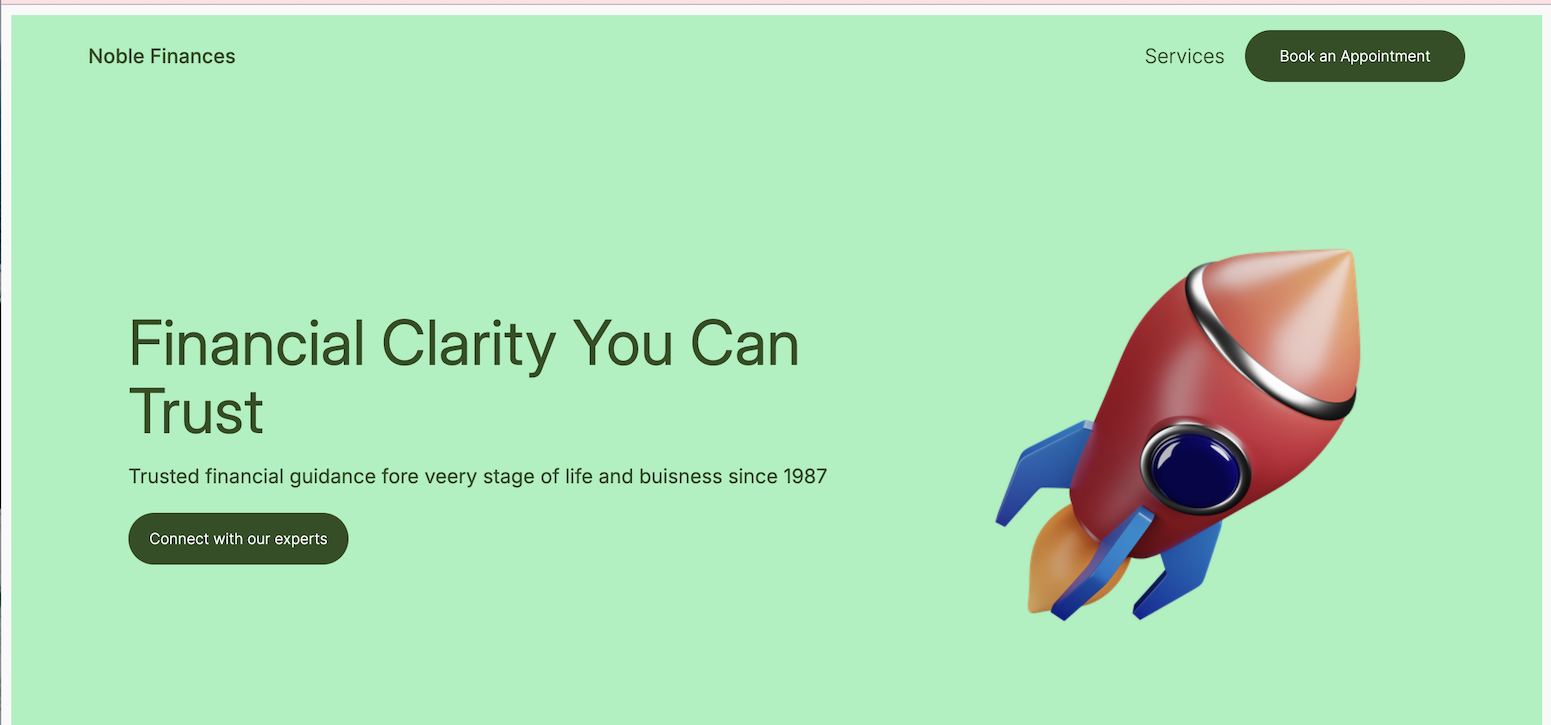 Noble Finances
Services
Book an Appointment
Financial Clarity You Can
Trust
Trusted financial guidance fore veery stage of life and buisness since 1987
Connect with our experts